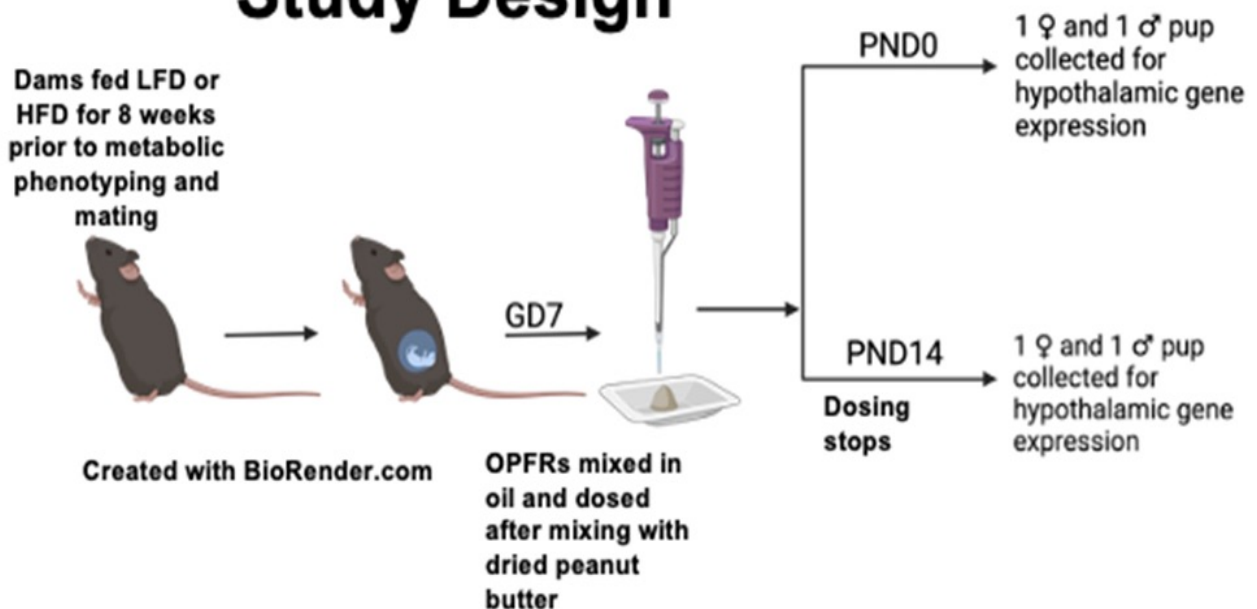 Study Design
Dams fed LFD or
HFD for 8 weeks
prior to metabolic
phenotyping and
mating
GD7
OPFRs mixed in
oil and dosed
after mixing with
dried peanut
butter
PND0
1 ♀ and 1 ♂ pup
collected for
hypothalamic gene
expression
PND14
Dosing
stops
1 ♀ and 1 ♂ pup
collected for
hypothalamic gene
expression
Created with BioRender.com